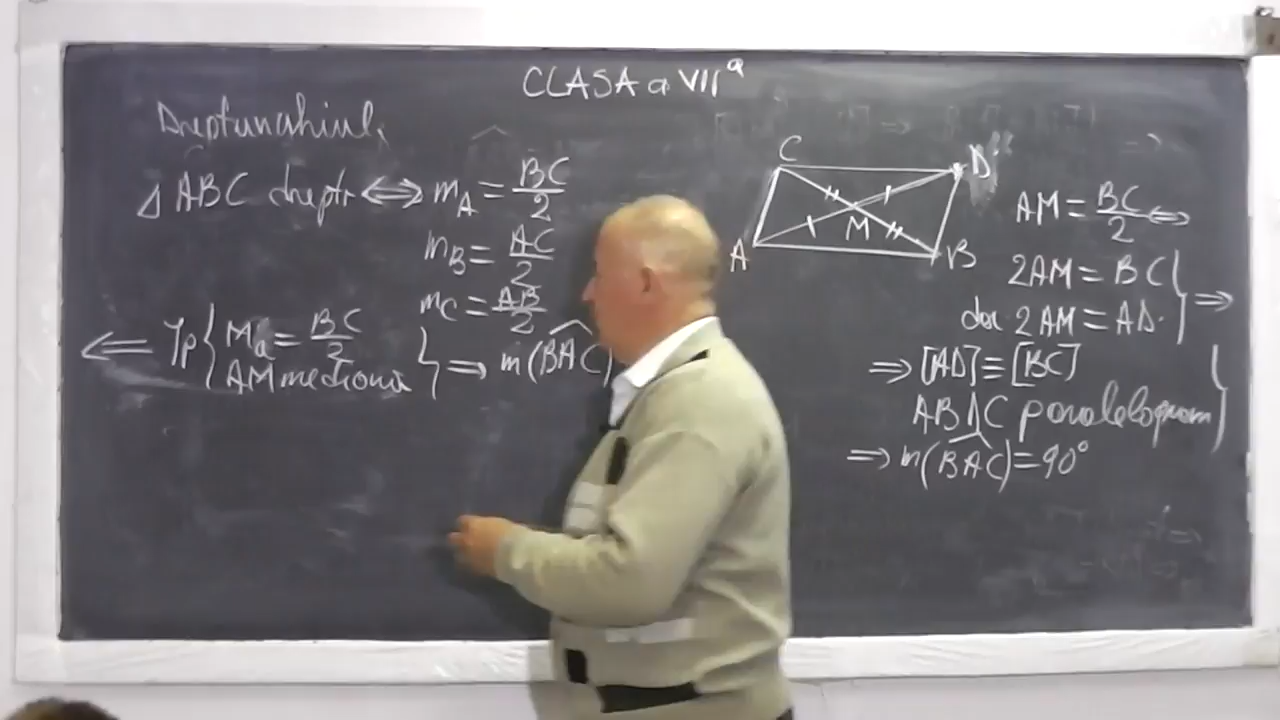 CLASA a VII ᵃ
Dreptunghiul
△ ABC drept ⟺ m_A = BC/2
m_B = AC/2
m_C = AB/2
⟸ Ip { M_a = BC/2
AM mediana } ⟹ m(BAC)
C D
A M B
AM = BC/2 ⟺
2AM = BC
dar 2AM = AD. } ⟹
⟹ [AD] ≡ [BC]
ABDC paralelogram }
⟹ m(BAC) = 90°